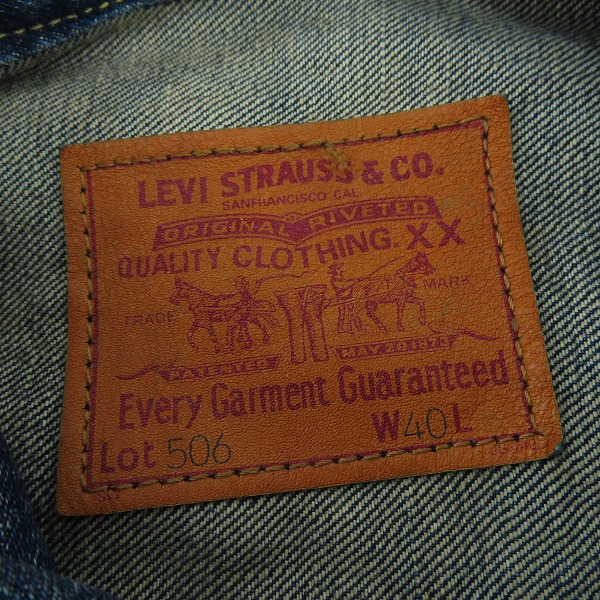 LEVI STRAUSS & CO.
SANFRANCISCO CAL
ORIGINAL RIVETED
QUALITY CLOTHING. XX
TRADE MARK
PATENTED MAY 20 1873
Every Garment Guaranteed
Lot 506 W 40 L